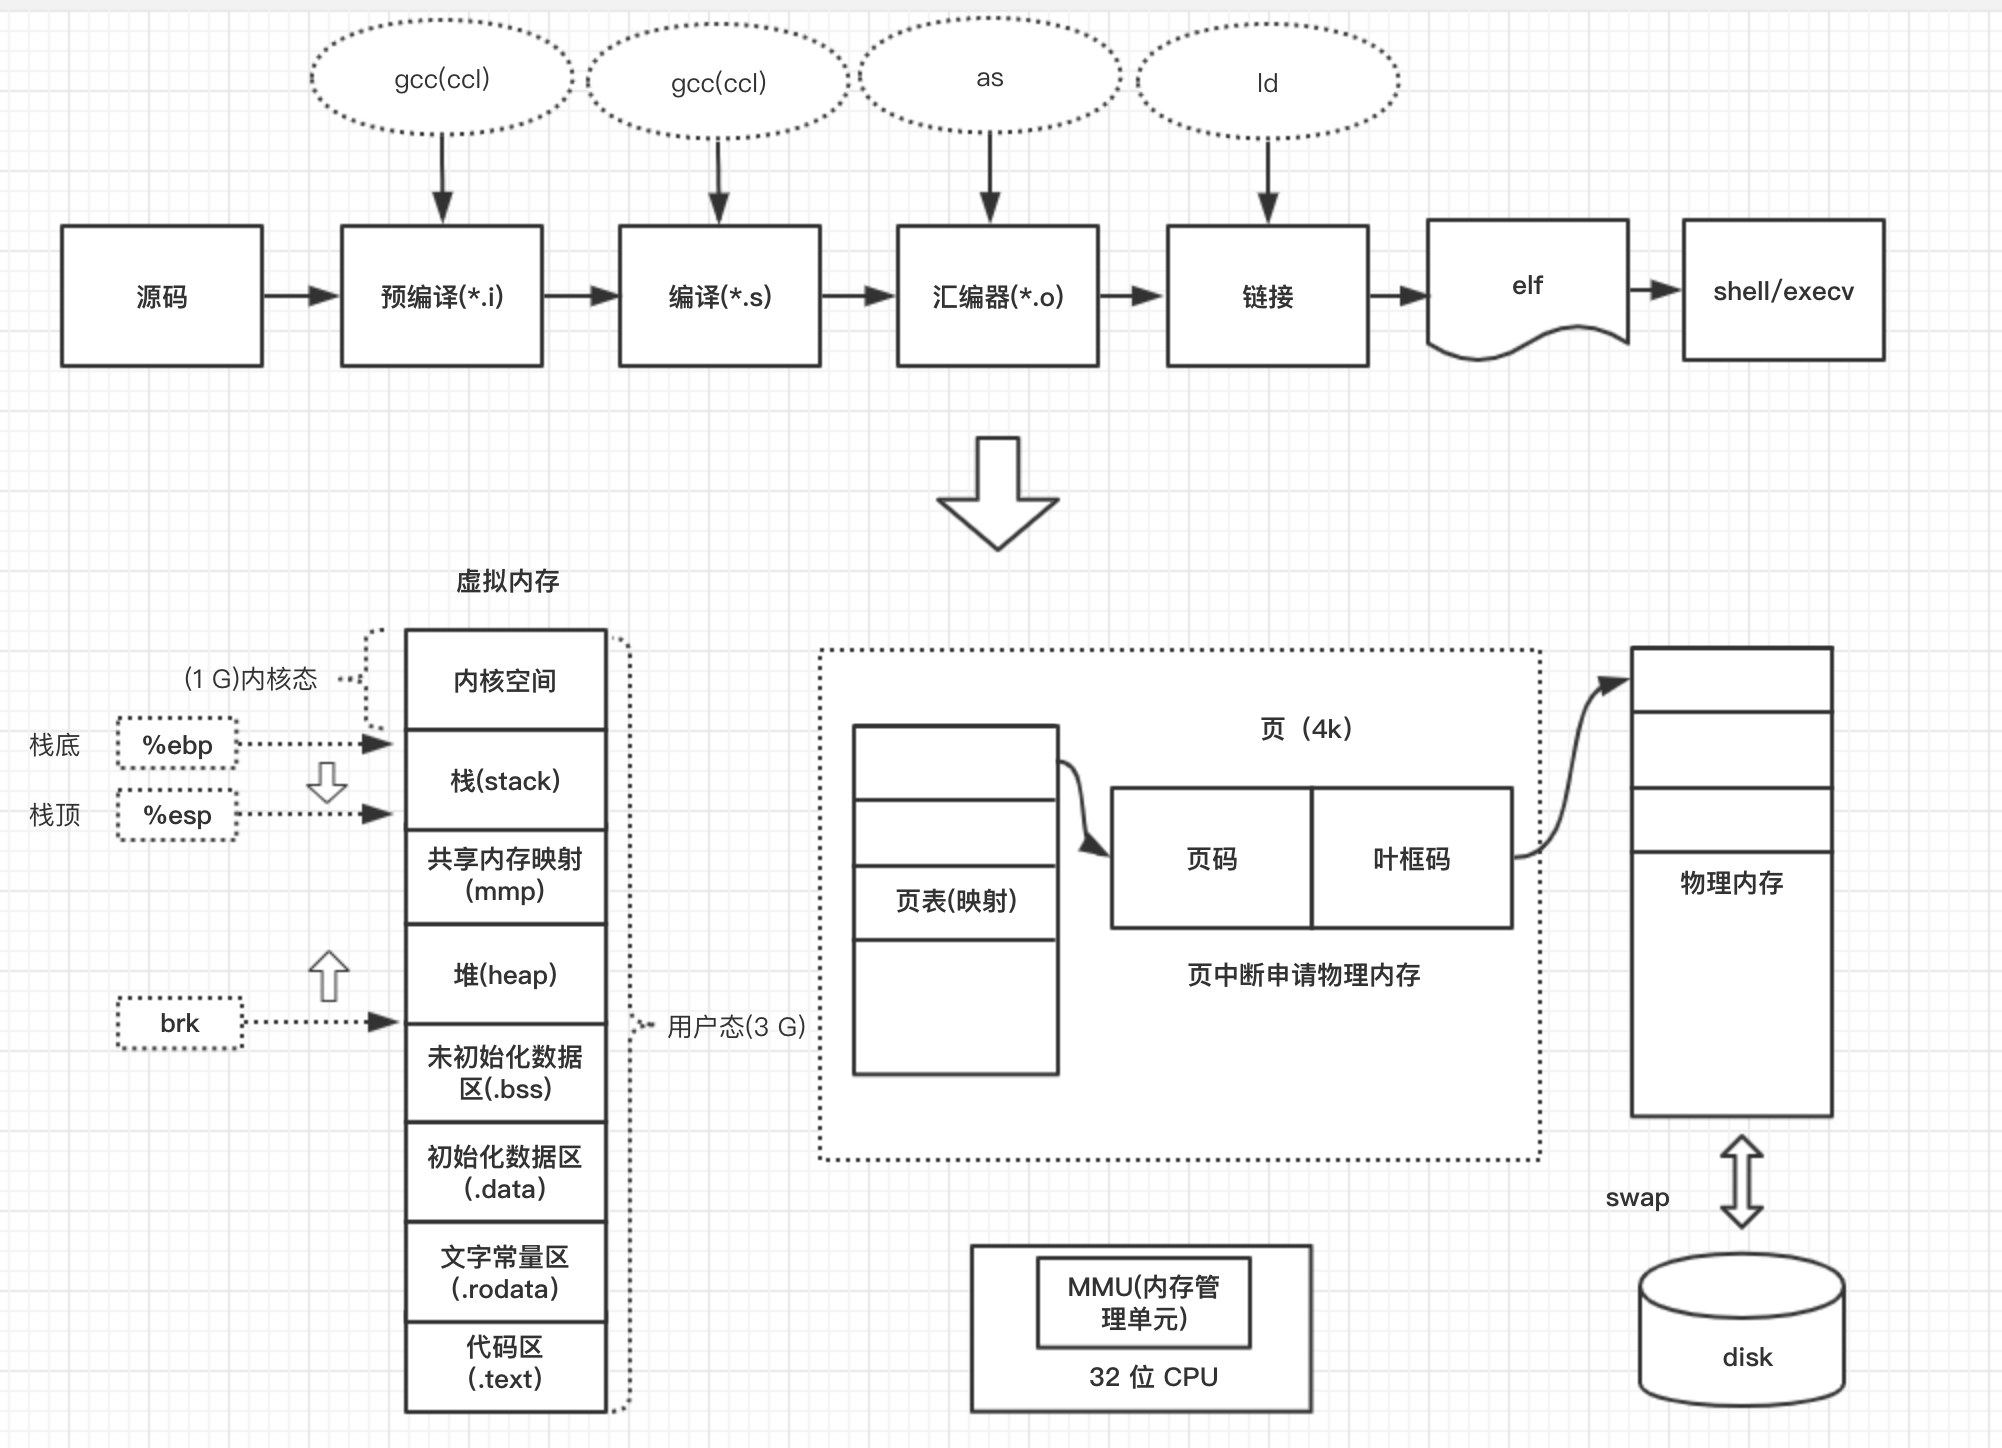 gcc(ccl)
gcc(ccl)
as
ld
源码
预编译(*.i)
编译(*.s)
汇编器(*.o)
链接
elf
shell/execv
虚拟内存
(1 G)内核态
内核空间
栈底
%ebp
栈(stack)
栈顶
%esp
共享内存映射
(mmp)
堆(heap)
brk
未初始化数据
区(.bss)
初始化数据区
(.data)
文字常量区
(.rodata)
代码区
(.text)
用户态(3 G)
页表(映射)
页（4k）
页码
叶框码
页中断申请物理内存
物理内存
swap
disk
MMU(内存管
理单元)
32 位 CPU